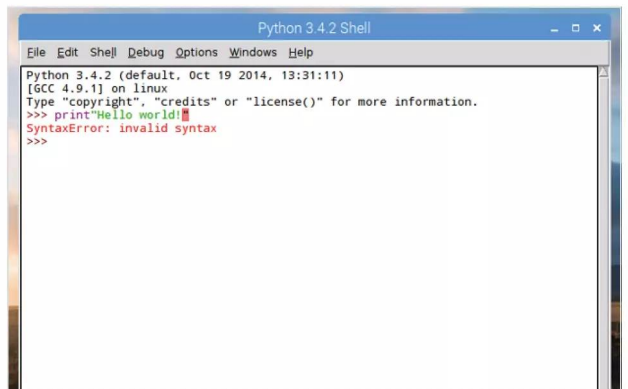 Python 3.4.2 Shell
File Edit Shell Debug Options Windows Help
Python 3.4.2 (default, Oct 19 2014, 13:31:11)
[GCC 4.9.1] on linux
Type "copyright", "credits" or "license()" for more information.
>>> print"Hello world!"
SyntaxError: invalid syntax
>>>